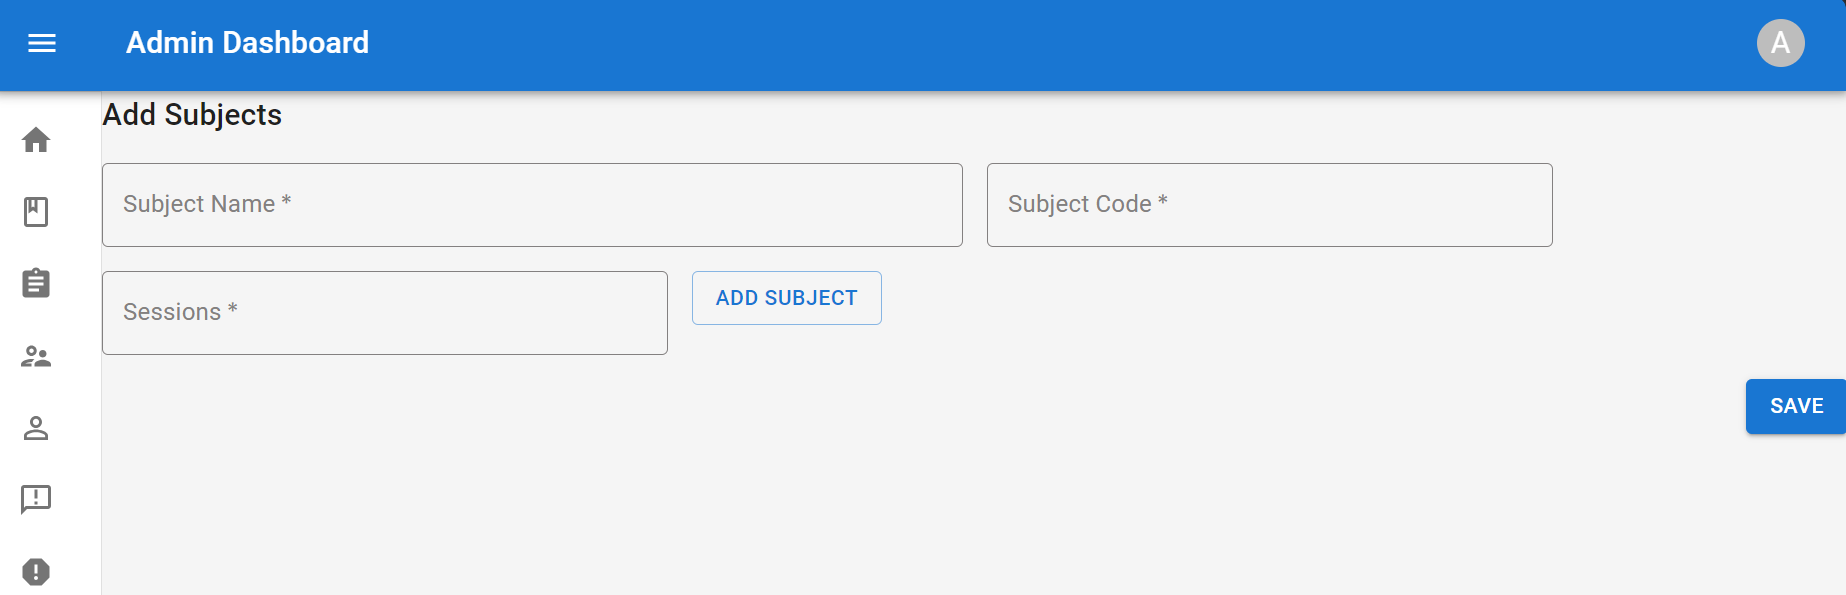 Admin Dashboard
A
Add Subjects
Subject Name *
Subject Code *
Sessions *
ADD SUBJECT
SAVE